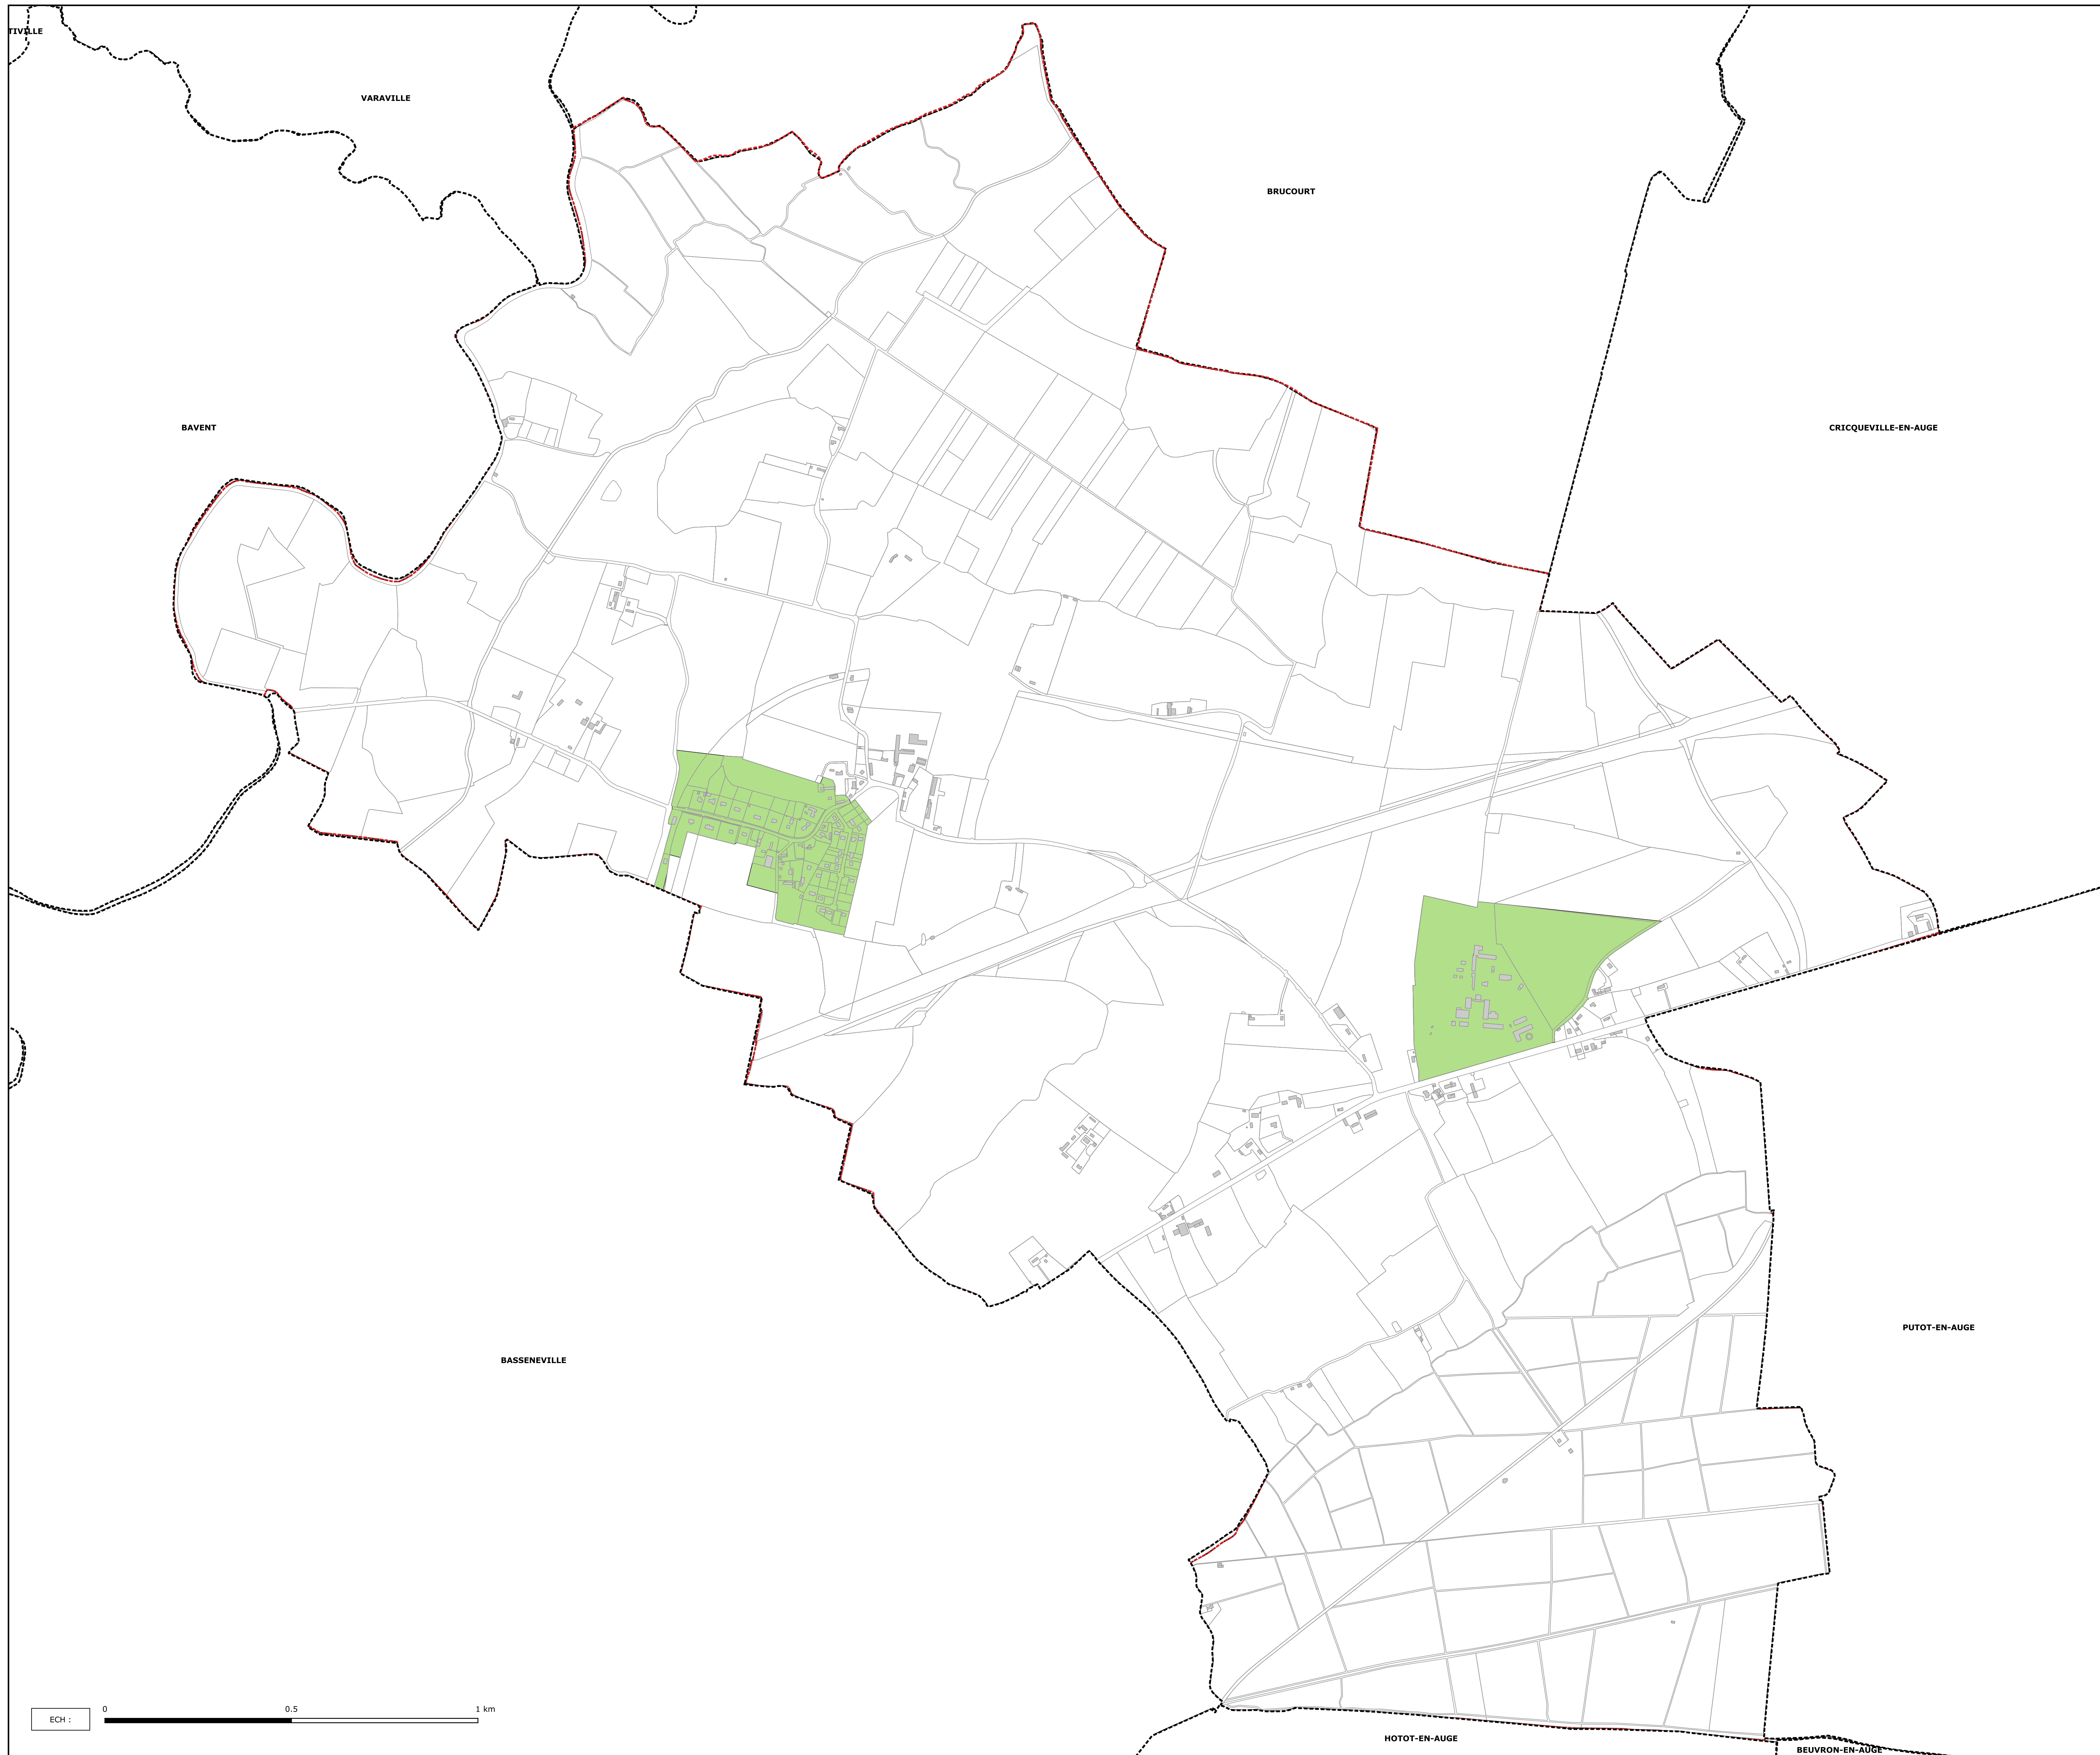 TIVILLE
VARAVILLE
BRUCOURT
BAVENT
CRICQUEVILLE-EN-AUGE
PUTOT-EN-AUGE
BASSENEVILLE
0 0.5 1 km
ECH :
HOTOT-EN-AUGE
BEUVRON-EN-AUGE